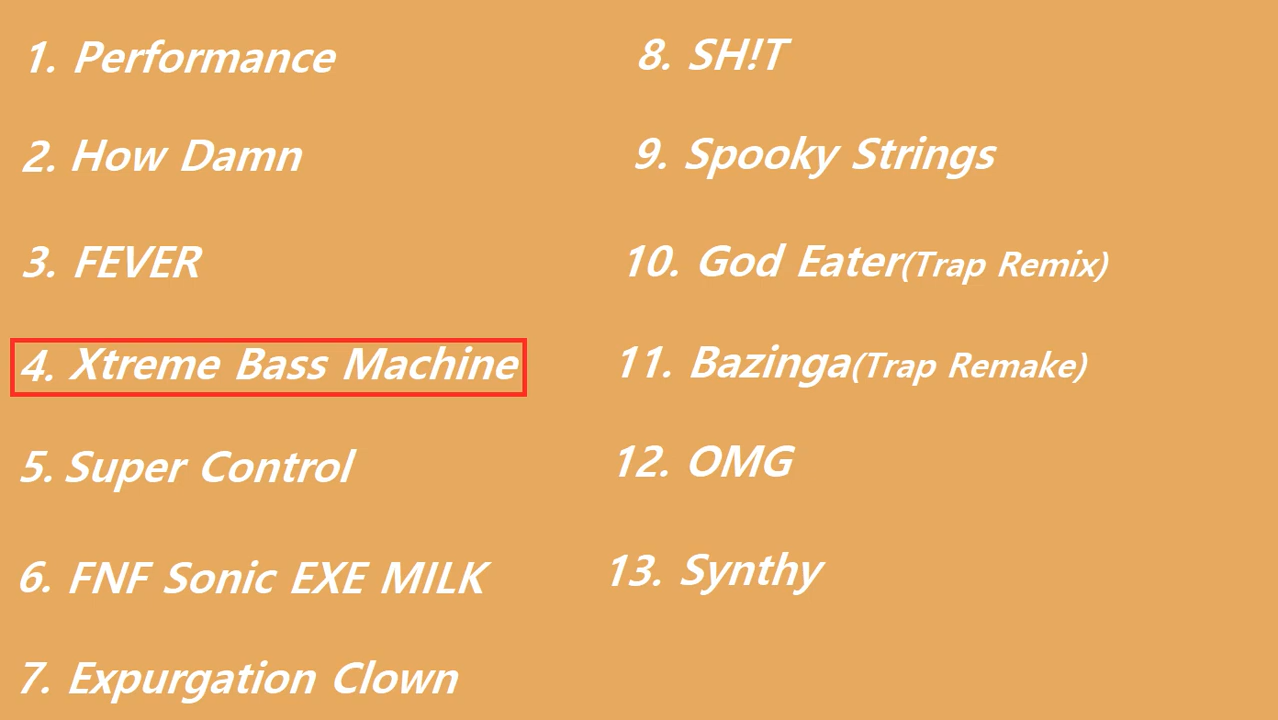 1. Performance
2. How Damn
3. FEVER
4. Xtreme Bass Machine
5. Super Control
6. FNF Sonic EXE MILK
7. Expurgation Clown
8. SH!T
9. Spooky Strings
10. God Eater(Trap Remix)
11. Bazinga(Trap Remake)
12. OMG
13. Synthy